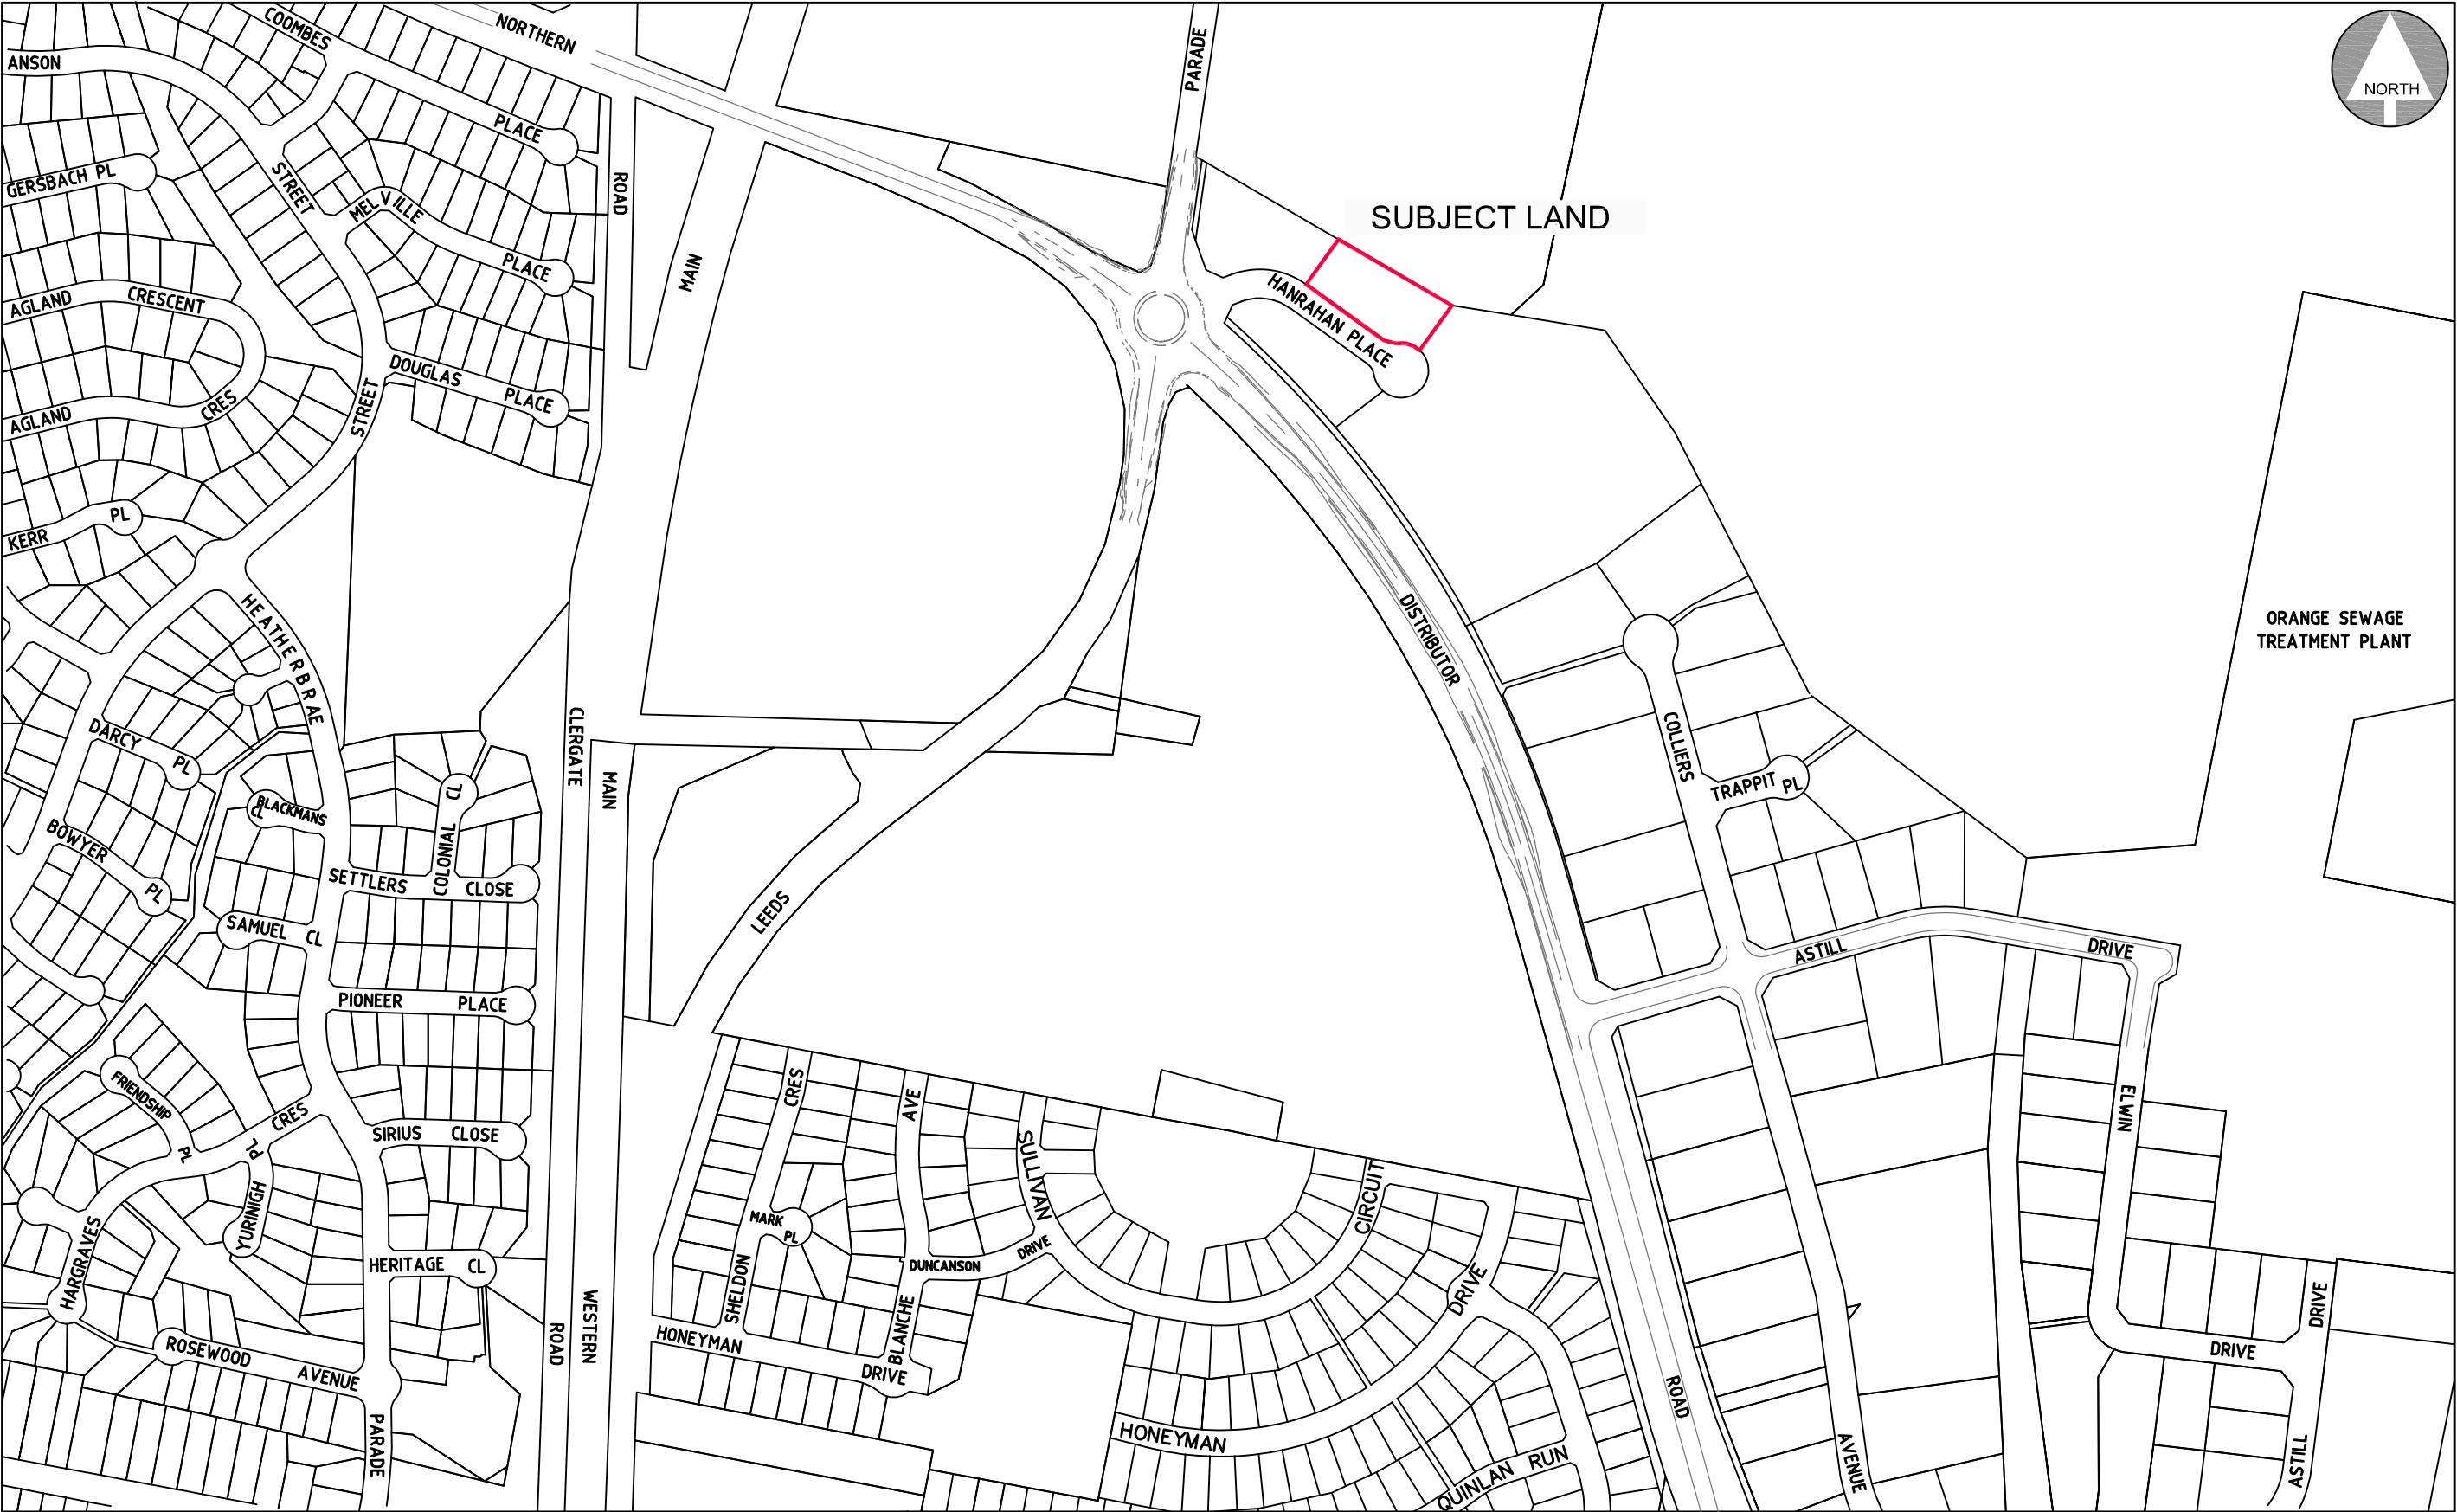 COOMBES
NORTHERN
PARADE
ANSON
NORTH
PLACE
GERSBACH PL
STREET
ROAD
MELVILLE
SUBJECT LAND
PLACE
MAIN
AGLAND
CRESCENT
HANRAHAN PLACE
DOUGLAS
PLACE
AGLAND
CRES
STREET
KERR
PL
HEATHERBRAE
DISTRIBUTOR
ORANGE SEWAGE
TREATMENT PLANT
DARCY
PL
CLERGATE
MAIN
COLLIERS
TRAPPIT PL
BLACKMANS
CL
COLONIAL
CL
BOWYER
PL
SETTLERS
CLOSE
SAMUEL
CL
LEEDS
ASTILL
DRIVE
PIONEER
PLACE
FRIENDSHIP
PL
CRES
PL
SIRIUS
CLOSE
CRES
AVE
SULLIVAN
CIRCUIT
ELWIN
YURINIGH
HARGRAVES
HERITAGE
CL
MARK
PL
SHELDON
DUNCANSON
DRIVE
DRIVE
BLANCHE
HONEYMAN
DRIVE
WESTERN
ROAD
ROSEWOOD
AVENUE
PARADE
DRIVE
DRIVE
ROAD
HONEYMAN
QUINLAN RUN
AVENUE
ASTILL